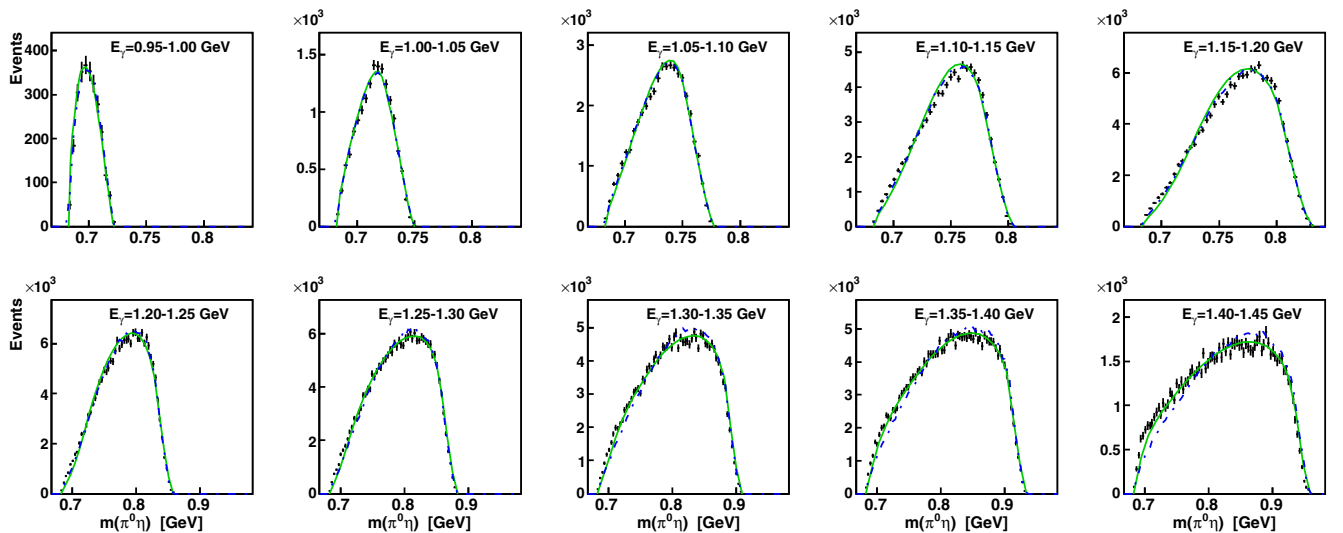 Events
E_γ=0.95-1.00 GeV
400
300
200
100
0
0.7 0.75 0.8
×10³
E_γ=1.00-1.05 GeV
1.5
1
0.5
0
0.7 0.75 0.8
×10³
E_γ=1.05-1.10 GeV
3
2
1
0
0.7 0.75 0.8
×10³
E_γ=1.10-1.15 GeV
5
4
3
2
1
0
0.7 0.75 0.8
×10³
E_γ=1.15-1.20 GeV
6
4
2
0
0.7 0.75 0.8
Events
×10³
E_γ=1.20-1.25 GeV
6
4
2
0
0.7 0.8 0.9
m(π⁰η) [GeV]
×10³
E_γ=1.25-1.30 GeV
6
4
2
0
0.7 0.8 0.9
m(π⁰η) [GeV]
×10³
E_γ=1.30-1.35 GeV
5
4
3
2
1
0
0.7 0.8 0.9
m(π⁰η) [GeV]
×10³
E_γ=1.35-1.40 GeV
5
4
3
2
1
0
0.7 0.8 0.9
m(π⁰η) [GeV]
×10³
E_γ=1.40-1.45 GeV
2
1.5
1
0.5
0
0.7 0.8 0.9
m(π⁰η) [GeV]